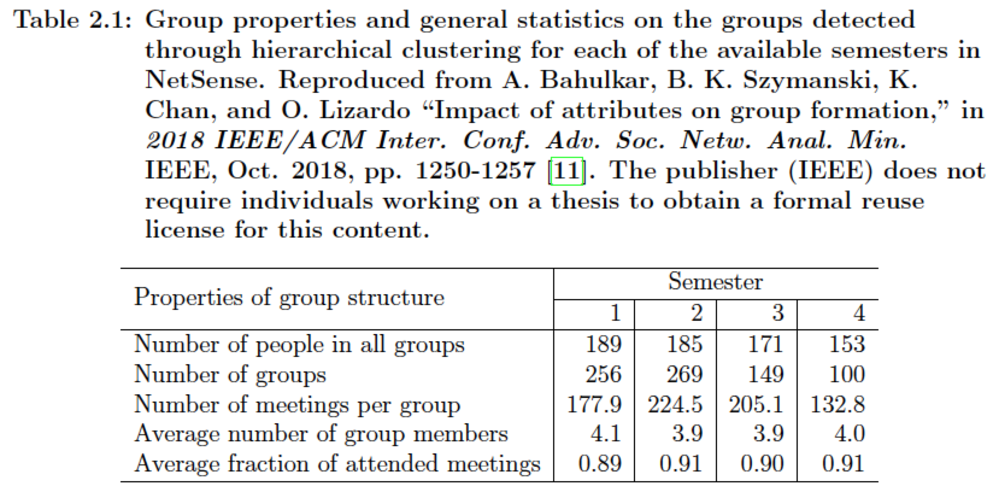 Table 2.1: Group properties and general statistics on the groups detected
through hierarchical clustering for each of the available semesters in
NetSense. Reproduced from A. Bahulkar, B. K. Szymanski, K.
Chan, and O. Lizardo “Impact of attributes on group formation,” in
2018 IEEE/ACM Inter. Conf. Adv. Soc. Netw. Anal. Min.
IEEE, Oct. 2018, pp. 1250-1257 [11]. The publisher (IEEE) does not
require individuals working on a thesis to obtain a formal reuse
license for this content.
Properties of group structure Semester
1 2 3 4
Number of people in all groups 189 185 171 153
Number of groups 256 269 149 100
Number of meetings per group 177.9 224.5 205.1 132.8
Average number of group members 4.1 3.9 3.9 4.0
Average fraction of attended meetings 0.89 0.91 0.90 0.91